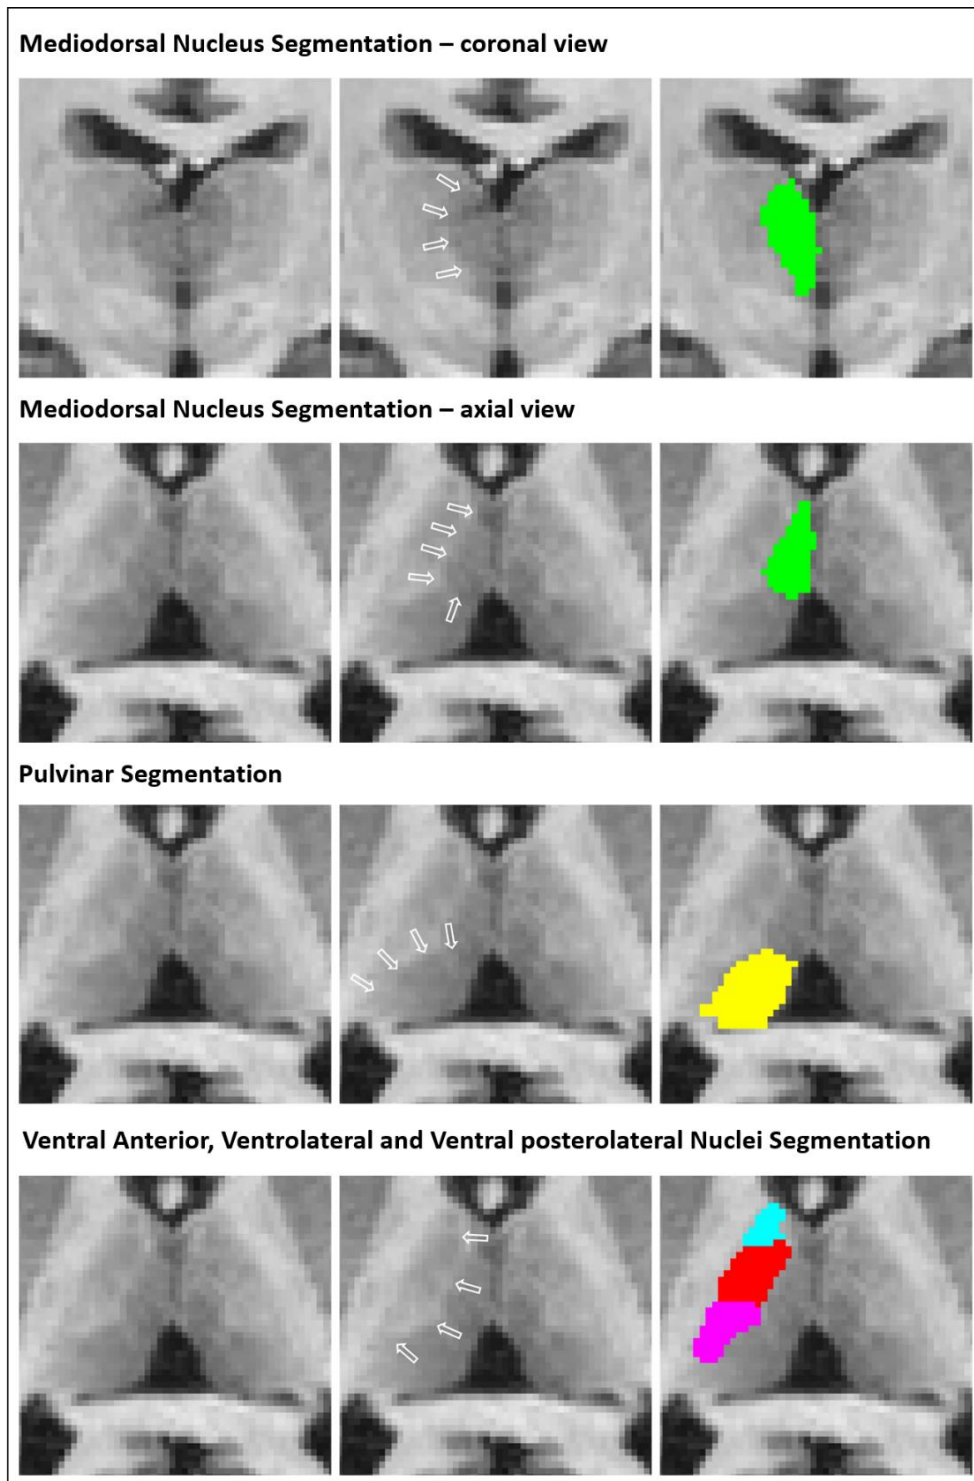 Mediodorsal Nucleus Segmentation – coronal view
Mediodorsal Nucleus Segmentation – axial view
Pulvinar Segmentation
Ventral Anterior, Ventrolateral and Ventral posterolateral Nuclei Segmentation